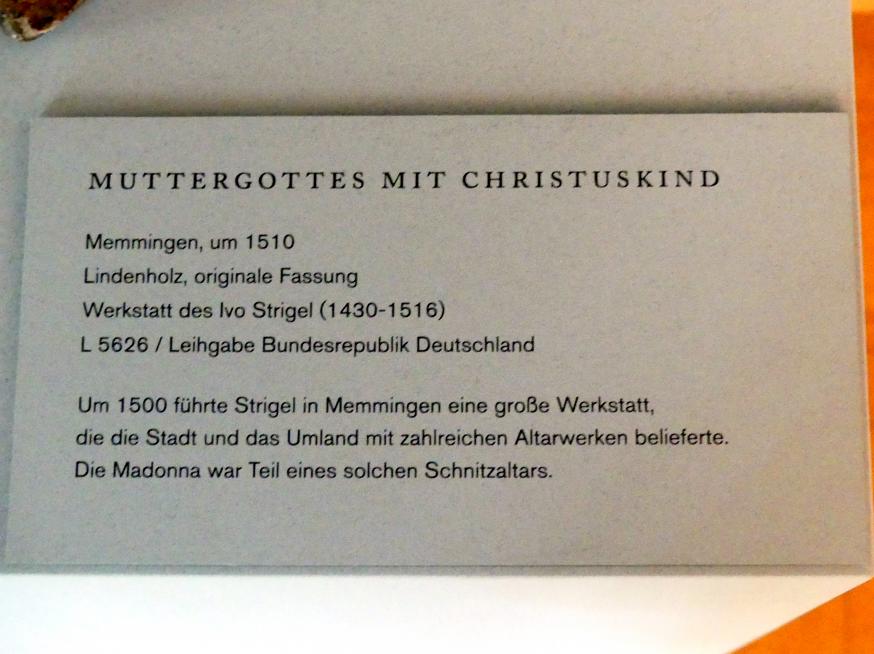 MUTTERGOTTES MIT CHRISTUSKIND
Memmingen, um 1510
Lindenholz, originale Fassung
Werkstatt des Ivo Strigel (1430-1516)
L 5626 / Leihgabe Bundesrepublik Deutschland
Um 1500 führte Strigel in Memmingen eine große Werkstatt,
die die Stadt und das Umland mit zahlreichen Altarwerken belieferte.
Die Madonna war Teil eines solchen Schnitzaltars.